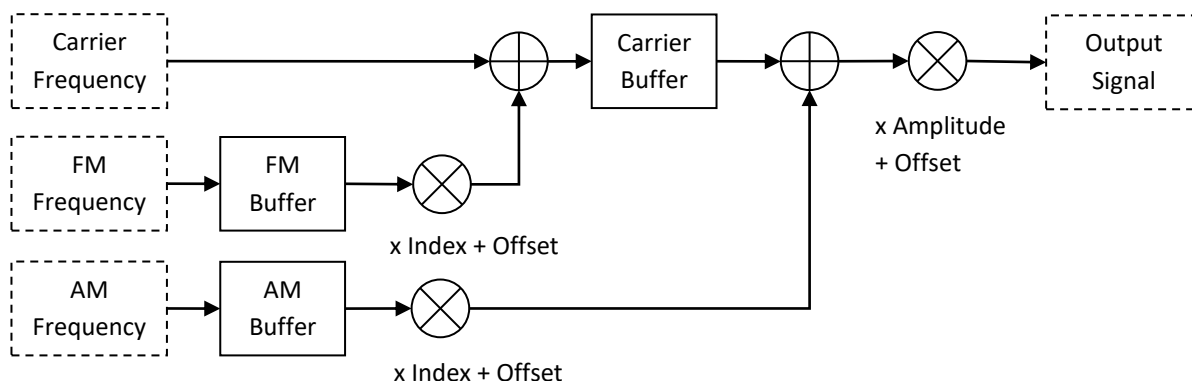 Carrier
Frequency
Carrier
Buffer
Output
Signal
x Amplitude
+ Offset
FM
Frequency
FM
Buffer
x Index + Offset
AM
Frequency
AM
Buffer
x Index + Offset